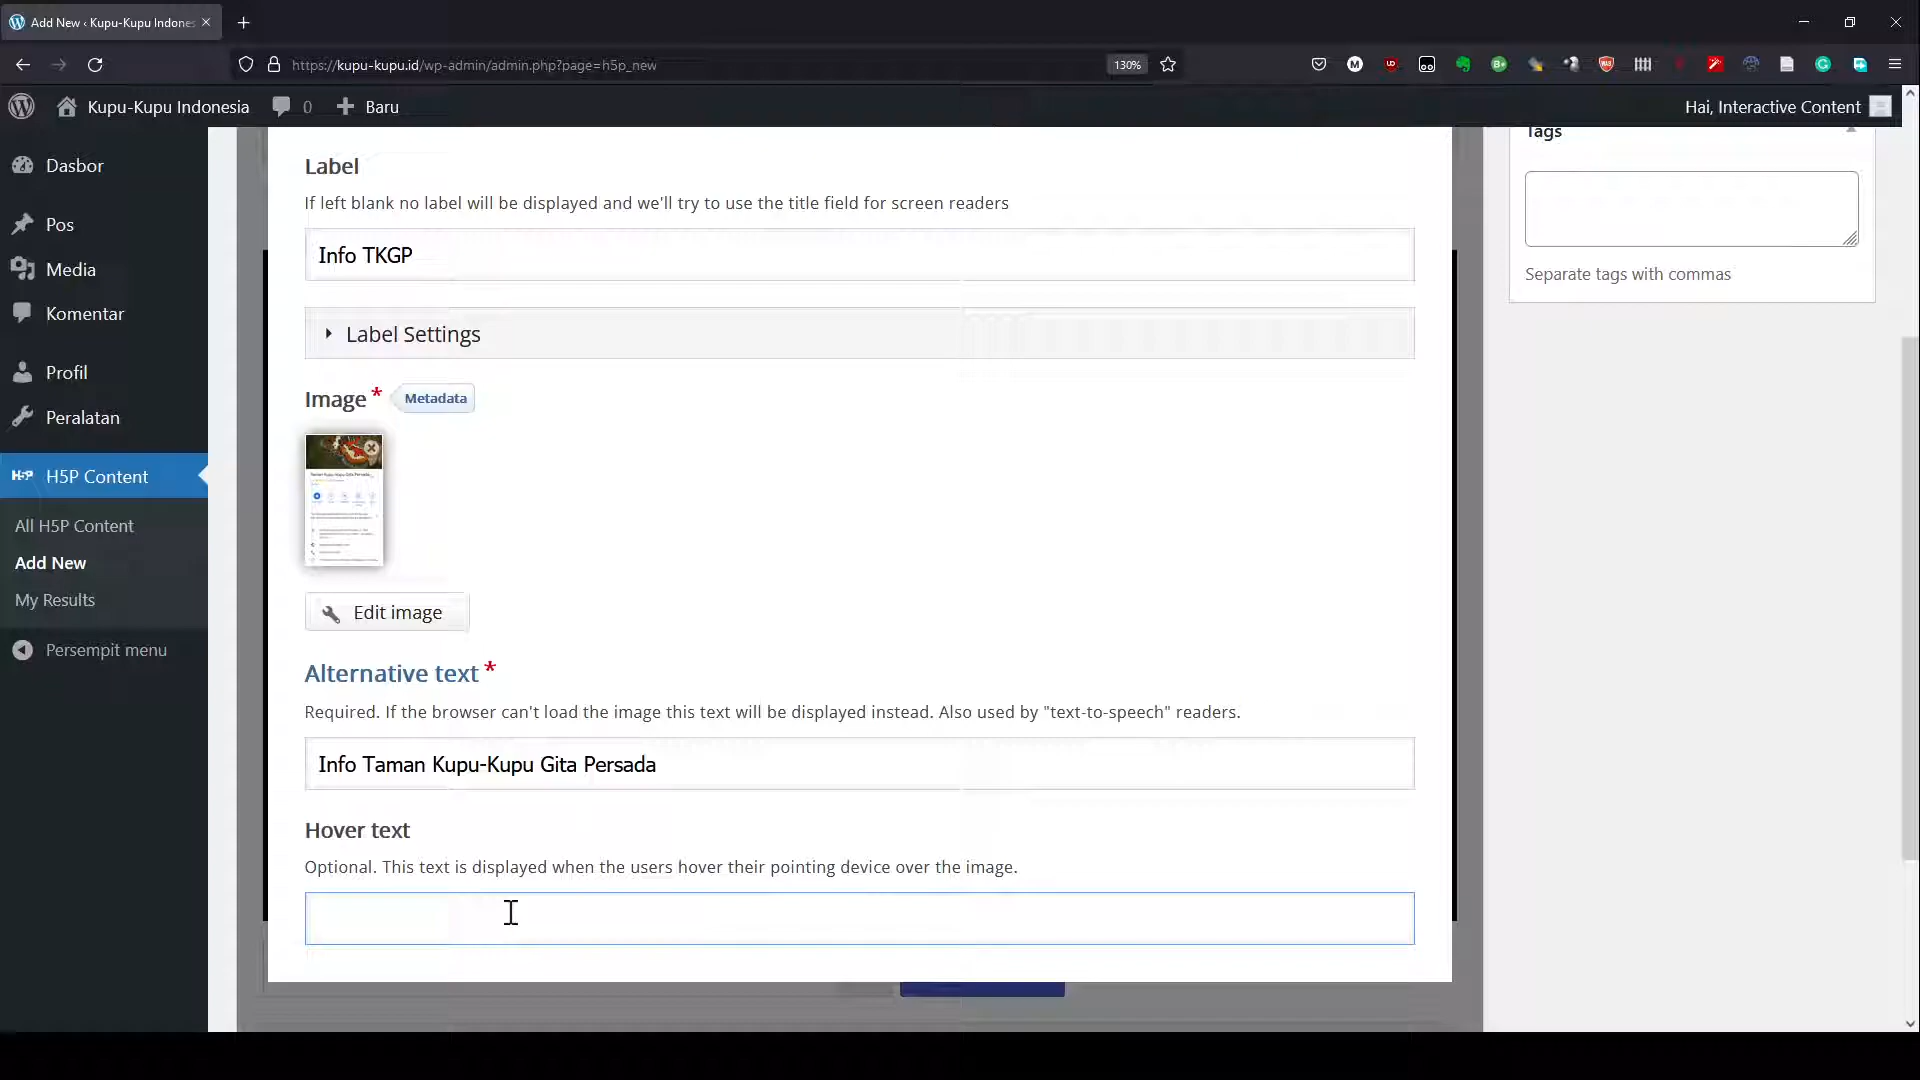 Add New ‹ Kupu-Kupu Indones
https://kupu-kupu.id/wp-admin/admin.php?page=h5p_new
130%
Kupu-Kupu Indonesia
0
Baru
Hai, Interactive Content
Dasbor
Pos
Media
Komentar
Profil
Peralatan
H5P H5P Content
All H5P Content
Add New
My Results
Persempit menu
Label
If left blank no label will be displayed and we'll try to use the title field for screen readers
Info TKGP
Label Settings
Image *
Metadata
Edit image
Alternative text *
Required. If the browser can't load the image this text will be displayed instead. Also used by "text-to-speech" readers.
Info Taman Kupu-Kupu Gita Persada
Hover text
Optional. This text is displayed when the users hover their pointing device over the image.
Tags
Separate tags with commas